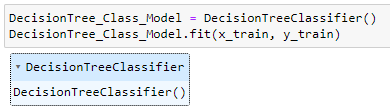 DecisionTree_Class_Model = DecisionTreeClassifier()
DecisionTree_Class_Model.fit(x_train, y_train)
▾ DecisionTreeClassifier
DecisionTreeClassifier()